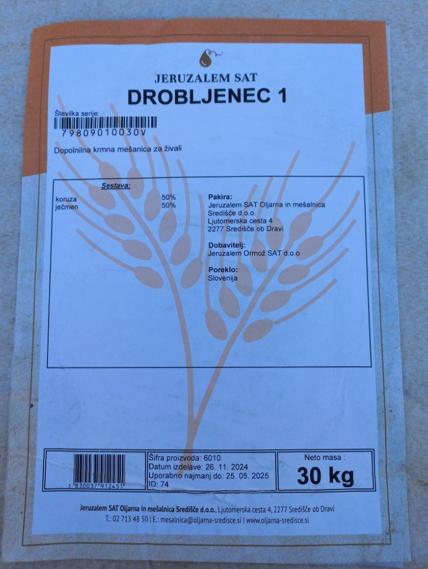 JERUZALEM SAT
DROBLJENEC 1
Številka serije:
79809010030V
Dopolnilna krmna mešanica za živali
Sestava:
koruza 50%
ječmen 50%
Pakira:
Jeruzalem SAT Oljarna in mešalnica
Središče d.o.o.
Ljutomerska cesta 4
2277 Središče ob Dravi
Dobavitelj:
Jeruzalem Ormož SAT d.o.o
Poreklo:
Slovenija
Šifra proizvoda: 6010
Datum izdelave: 26. 11. 2024
Uporabno najmanj do: 25. 05. 2025
ID: 74
Neto masa :
30 kg
Jeruzalem SAT Oljarna in mešalnica Središče d.o.o., Ljutomerska cesta 4, 2277 Središče ob Dravi
T.: 02 713 48 50 | E.: mesalnica@oljarna-sredisce.si | www.oljarna-sredisce.si